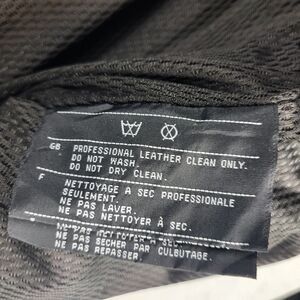 GB PROFESSIONAL LEATHER CLEAN ONLY.
DO NOT WASH.
DO NOT DRY CLEAN.
F NETTOYAGE A SEC PROFESSIONALE
SEULEMENT.
NE PAS LAVER.
NE PAS NETTOYER À SEC.
NE PAS SECHER PAR CULBUTAGE.
NE PAS REPASSER